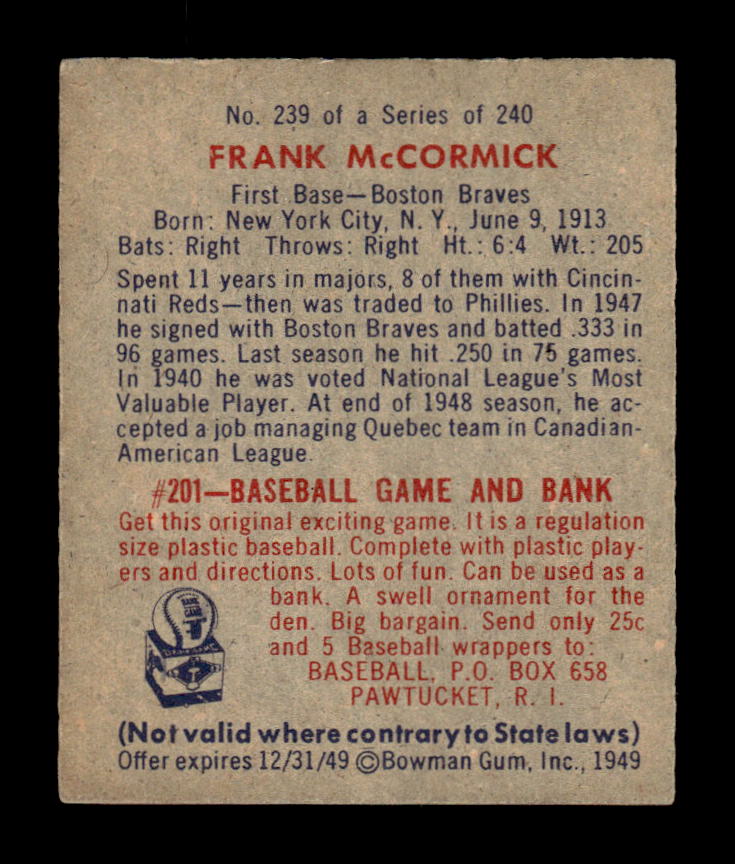 No. 239 of a Series of 240
FRANK McCORMICK
First Base—Boston Braves
Born: New York City, N. Y., June 9, 1913
Bats: Right Throws: Right Ht.: 6:4 Wt.: 205
Spent 11 years in majors, 8 of them with Cincin-
nati Reds—then was traded to Phillies. In 1947
he signed with Boston Braves and batted .333 in
96 games. Last season he hit .250 in 75 games.
In 1940 he was voted National League's Most
Valuable Player. At end of 1948 season, he ac-
cepted a job managing Quebec team in Canadian-
American League.
#201—BASEBALL GAME AND BANK
Get this original exciting game. It is a regulation
size plastic baseball. Complete with plastic play-
ers and directions. Lots of fun. Can be used as a
bank. A swell ornament for the
den. Big bargain. Send only 25c
and 5 Baseball wrappers to:
BASEBALL, P.O. BOX 658
PAWTUCKET, R. I.
BANK
GAME
(Not valid where contrary to State laws)
Offer expires 12/31/49 ©Bowman Gum, Inc., 1949